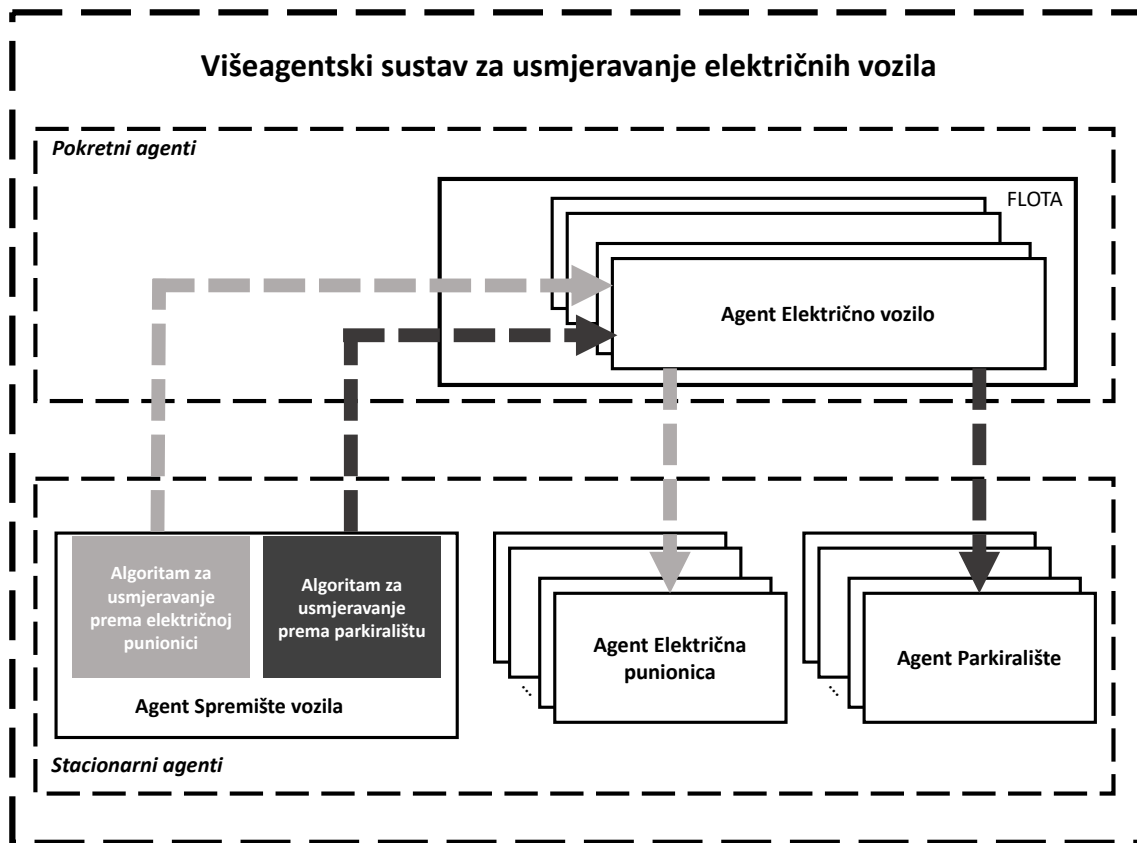 Višeagentski sustav za usmjeravanje električnih vozila
Pokretni agenti
FLOTA
Agent Električno vozilo
Algoritam za
usmjeravanje
prema električnoj
punionici
Algoritam za
usmjeravanje
prema parkiralištu
Agent Spremište vozila
Agent Električna
punionica
...
Agent Parkiralište
...
Stacionarni agenti